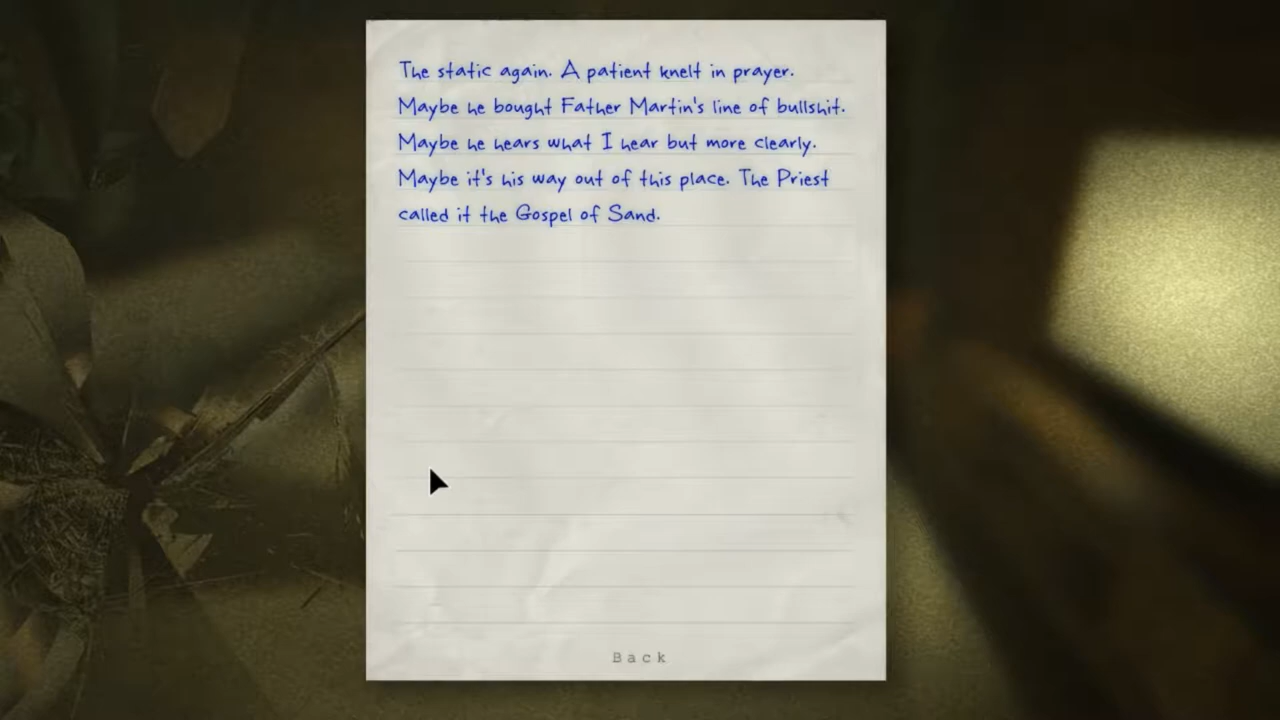 The static again. A patient knelt in prayer.
Maybe he bought Father Martin's line of bullshit.
Maybe he hears what I hear but more clearly.
Maybe it's his way out of this place. The Priest
called it the Gospel of Sand.
Back